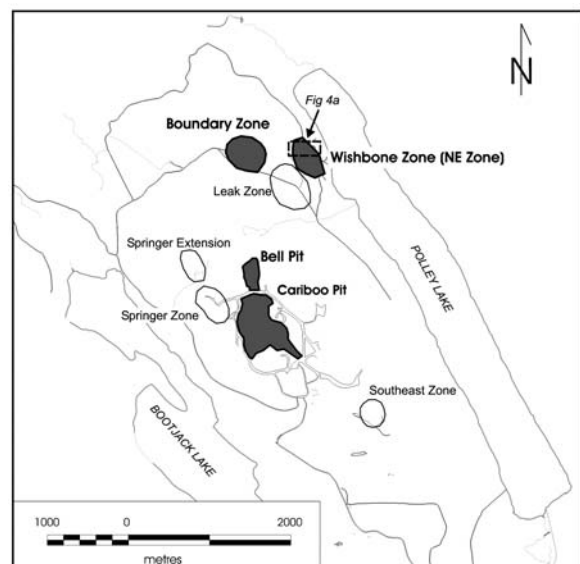 N
Fig 4a
Boundary Zone
Wishbone Zone (NE Zone)
Leak Zone
Springer Extension
Bell Pit
Cariboo Pit
Springer Zone
POLLEY LAKE
Southeast Zone
BOOTJACK LAKE
1000 0 2000
metres